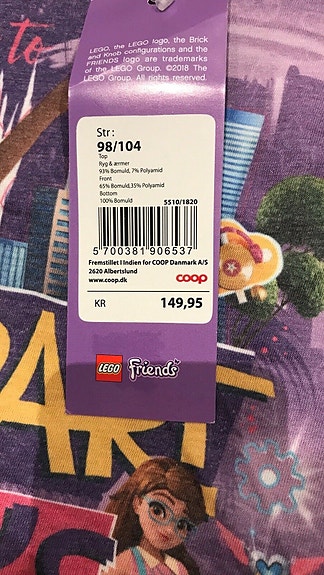 to
LEGO, the LEGO logo, the Brick
and Knob configurations and the
FRIENDS logo are trademarks
of the LEGO Group. ©2018 The
LEGO Group. All rights reserved.
Str:
98/104
Top
Ryg & ærmer
93% Bomuld, 7% Polyamid
Front
65% Bomuld,35% Polyamid
Bottom
100% Bomuld
5510/1820
5 700381 906537
Fremstillet I Indien for COOP Danmark A/S
2620 Albertslund
www.coop.dk
coop
KR 149,95
LEGO Friends
PART